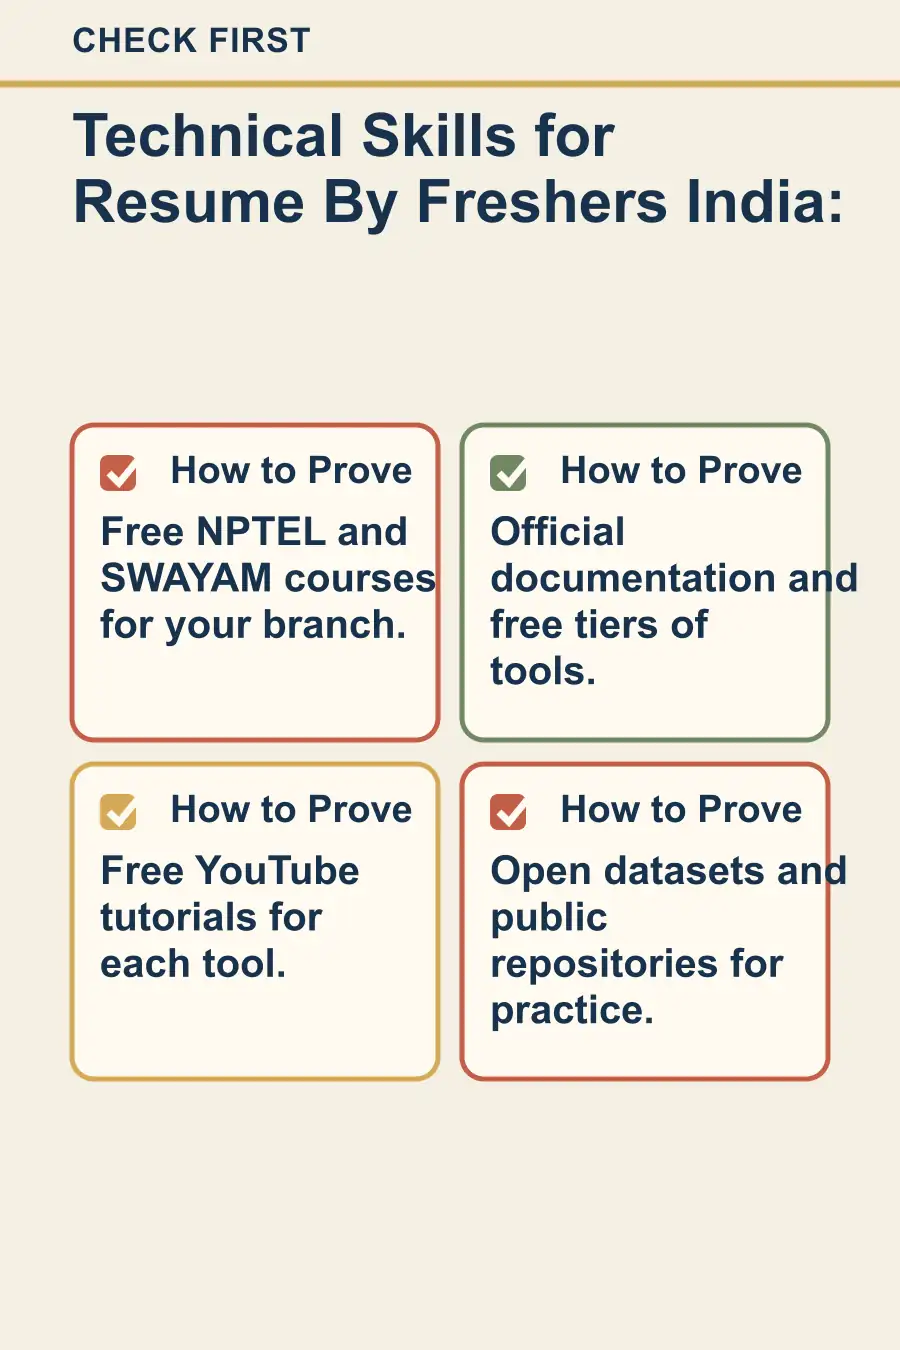 CHECK FIRST
Technical Skills for
Resume By Freshers India:
How to Prove
Free NPTEL and
SWAYAM courses
for your branch.
How to Prove
Official
documentation and
free tiers of
tools.
How to Prove
Free YouTube
tutorials for
each tool.
How to Prove
Open datasets and
public
repositories for
practice.